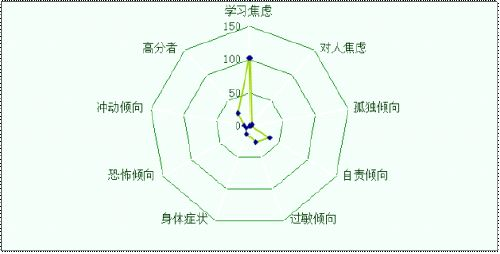 学习焦虑
150
高分者
对人焦虑
100
冲动倾向
孤独倾向
50
0
恐怖倾向
自责倾向
身体症状
过敏倾向